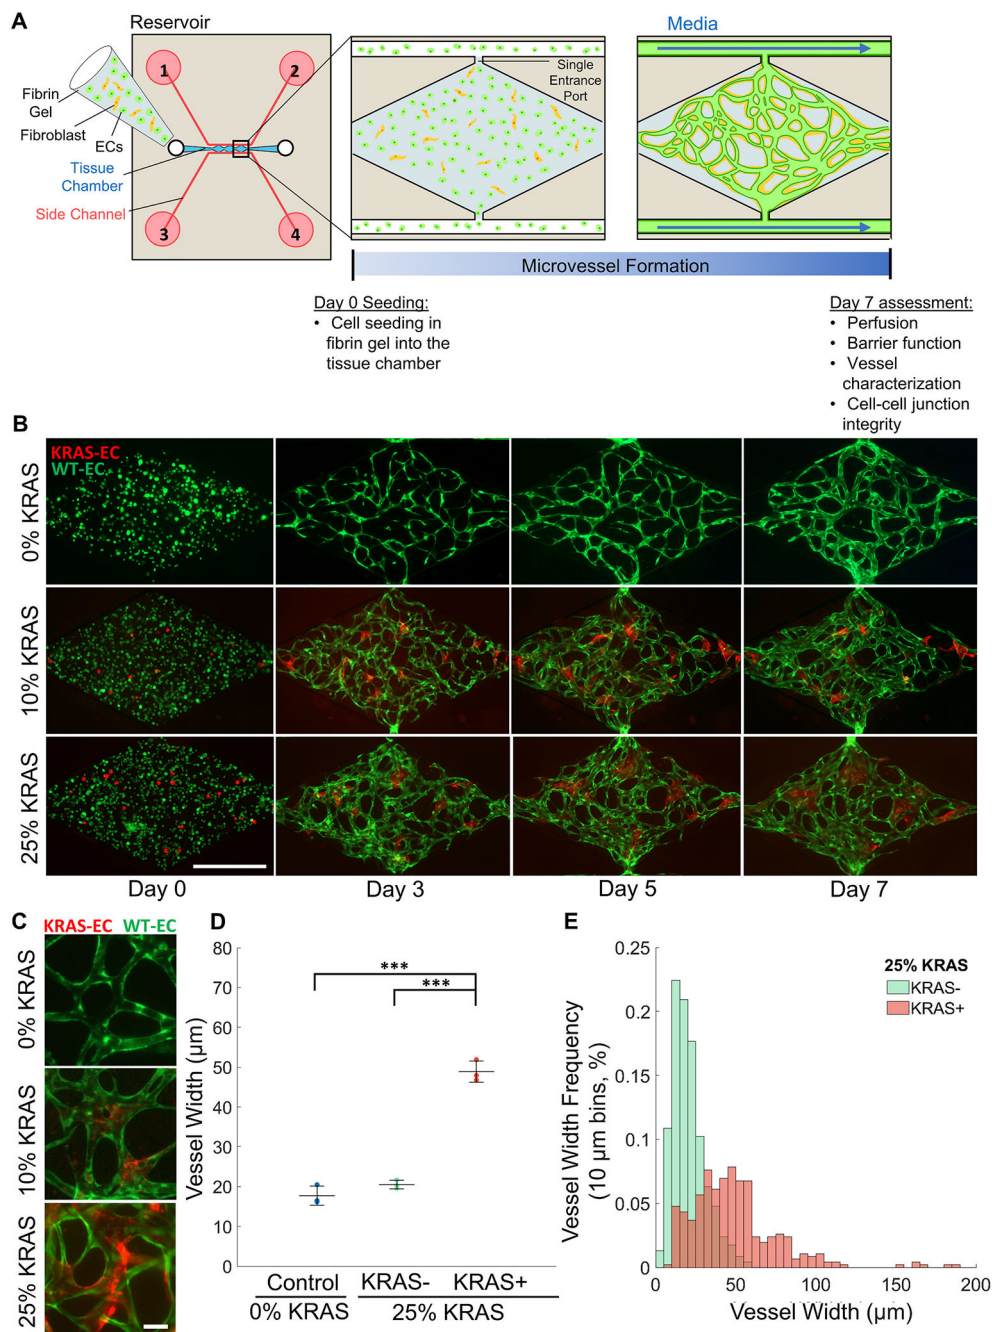 A
Reservoir
Media
1
2
3
4
Fibrin
Gel
Fibroblast
ECs
Tissue
Chamber
Side Channel
Single
Entrance
Port
Microvessel Formation
Day 0 Seeding:
• Cell seeding in
fibrin gel into the
tissue chamber
Day 7 assessment:
• Perfusion
• Barrier function
• Vessel
characterization
• Cell-cell junction
integrity
B
KRAS-EC
WT-EC
0% KRAS
10% KRAS
25% KRAS
Day 0
Day 3
Day 5
Day 7
C
KRAS-EC WT-EC
0% KRAS
10% KRAS
25% KRAS
D
Vessel Width (µm)
80
70
60
50
40
30
20
10
0
***
***
Control
KRAS-
KRAS+
0% KRAS
25% KRAS
E
Vessel Width Frequency
(10 µm bins, %)
0.25
0.2
0.15
0.1
0.05
0
25% KRAS
KRAS-
KRAS+
0
50
100
150
200
Vessel Width (µm)